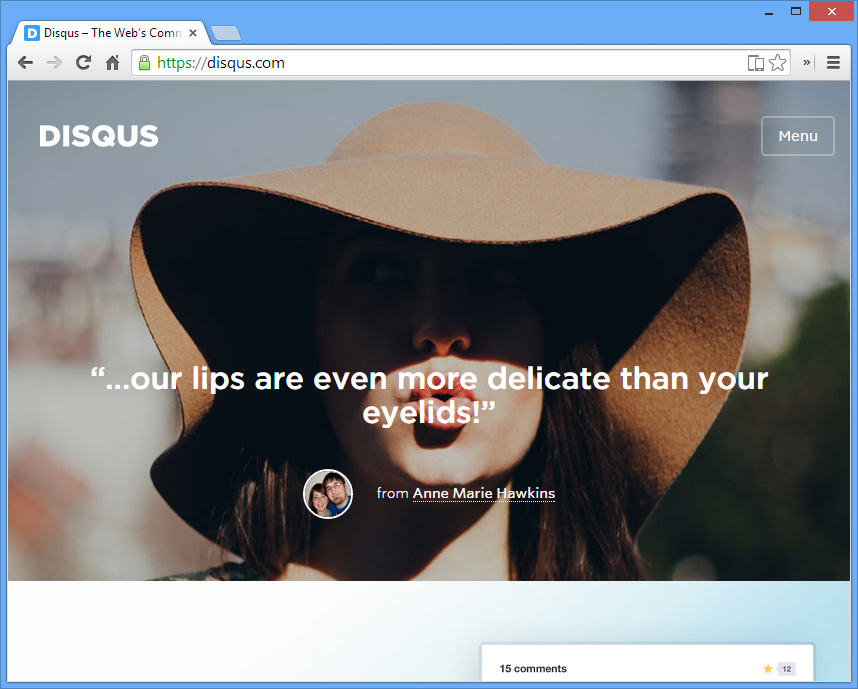 Disqus – The Web's Comn
https://disqus.com
»
DISQUS
Menu
“...our lips are even more delicate than your
eyelids!”
from Anne Marie Hawkins
15 comments
12